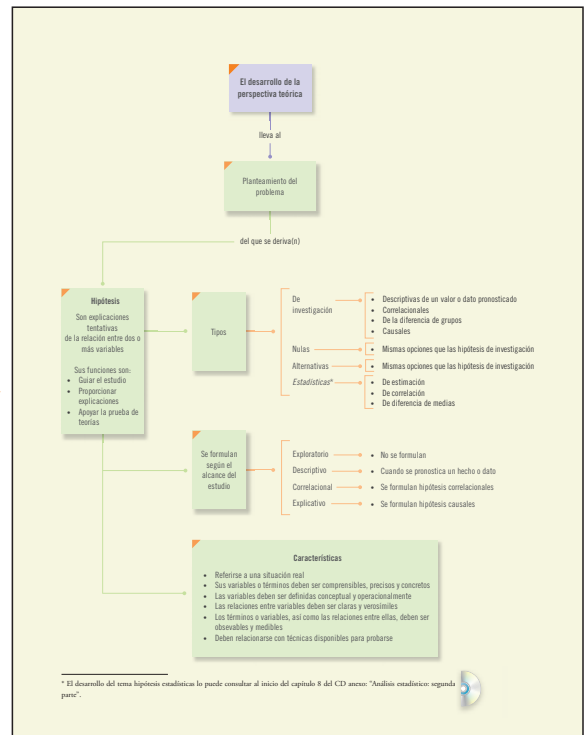 El desarrollo de la
perspectiva teórica
lleva al
Planteamiento del
problema
del que se deriva(n)
Hipótesis
Son explicaciones
tentativas
de la relación entre dos o
más variables
Sus funciones son:
• Guiar el estudio
• Proporcionar
explicaciones
• Apoyar la prueba de
teorías
Tipos
De
investigación
• Descriptivas de un valor o dato pronosticado
• Correlacionales
• De la diferencia de grupos
• Causales
Nulas
• Mismas opciones que las hipótesis de investigación
Alternativas
• Mismas opciones que las hipótesis de investigación
Estadísticas*
• De estimación
• De correlación
• De diferencia de medias
Se formulan
según el
alcance del
estudio
Exploratorio
• No se formulan
Descriptivo
• Cuando se pronostica un hecho o dato
Correlacional
• Se formulan hipótesis correlacionales
Explicativo
• Se formulan hipótesis causales
Características
• Referirse a una situación real
• Sus variables o términos deben ser comprensibles, precisos y concretos
• Las variables deben ser definidas conceptual y operacionalmente
• Las relaciones entre variables deben ser claras y verosímiles
• Los términos o variables, así como las relaciones entre ellas, deber ser
obsevables y medibles
• Deben relacionarse con técnicas disponibles para probarse
* El desarrollo del tema hipótesis estadísticas lo puede consultar al inicio del capítulo 8 del CD anexo: "Análisis estadístico: segunda
parte".